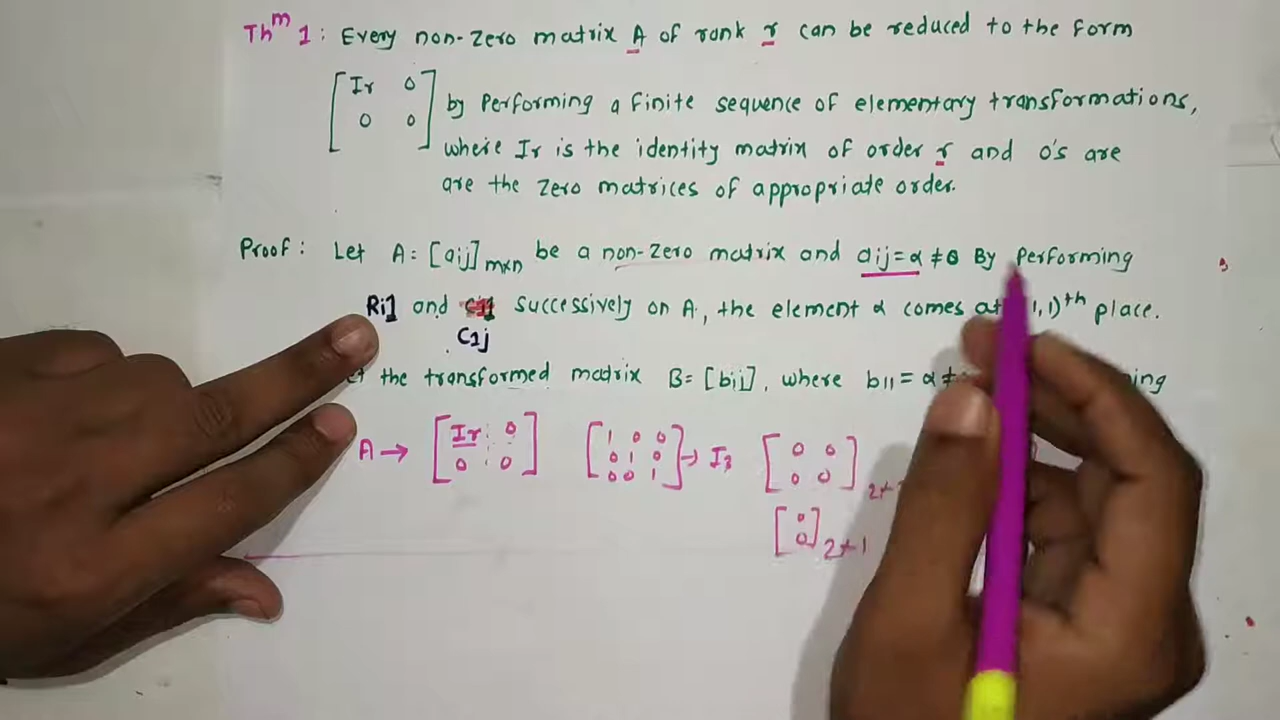 Thm 1: Every non-zero matrix A of rank r can be reduced to the form
[Ir 0
0 0]
by performing a finite sequence of elementary transformations,
where Ir is the identity matrix of order r and 0's are
are the zero matrices of appropriate order.
Proof: Let A = [aij]mxn be a non-zero matrix and aij = α ≠ 0 By performing
Ri1 and successively on A, the element α comes at 1,1)th place.
C1j
the transformed matrix B = [bij], where b11 = α ≠
A → [Ir 0
0 0]
[1 0 0
0 1 0
0 0 1] → I3
[0 0
0 0]
[0
0] 2×1